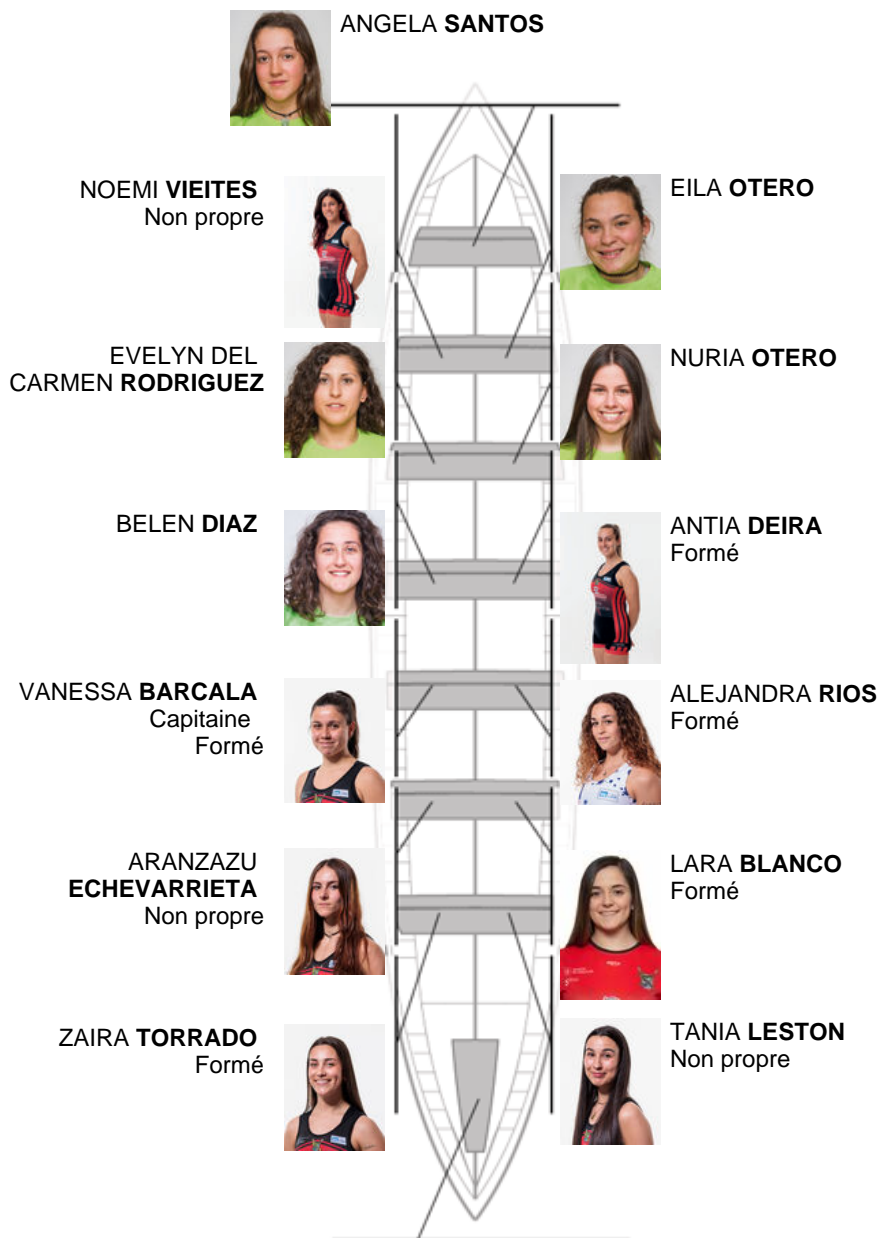 ANGELA SANTOS
NOEMI VIEITES
Non propre
EILA OTERO
EVELYN DEL
CARMEN RODRIGUEZ
NURIA OTERO
BELEN DIAZ
ANTIA DEIRA
Formé
VANESSA BARCALA
Capitaine
Formé
ALEJANDRA RIOS
Formé
ARANZAZU
ECHEVARRIETA
Non propre
LARA BLANCO
Formé
ZAIRA TORRADO
Formé
TANIA LESTON
Non propre